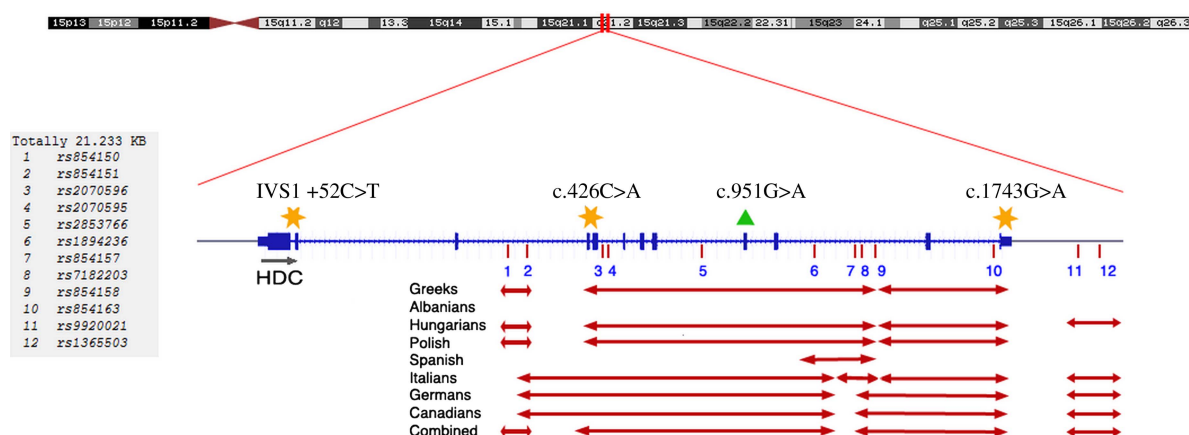 15p13 15p12 15p11.2 15q11.2 q12 13.3 15q14 15.1 15q21.1 15q21.3 15q22.2 22.31 15q23 24.1 q25.1 q25.2 q25.3 15q26.1 15q26.2 q26.3
Totally 21.233 KB
1 rs854150
2 rs854151
3 rs2070596
4 rs2070595
5 rs2853766
6 rs1894236
7 rs854157
8 rs7182203
9 rs854158
10 rs854163
11 rs9920021
12 rs1365503
IVS1 +52C>T c.426C>A c.951G>A c.1743G>A
HDC
1 2 3 4 5 6 7 8 9 10 11 12
Greeks
Albanians
Hungarians
Polish
Spanish
Italians
Germans
Canadians
Combined